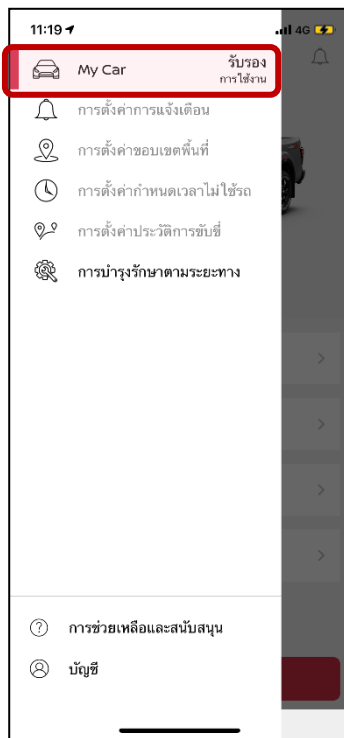 11:19 4G
My Car รับรอง
การใช้งาน
การตั้งค่าการแจ้งเตือน
การตั้งค่าขอบเขตพื้นที่
การตั้งค่ากำหนดเวลาไม่ใช้รถ
การตั้งค่าประวัติการขับขี่
การบำรุงรักษาตามระยะทาง
การช่วยเหลือและสนับสนุน
บัญชี